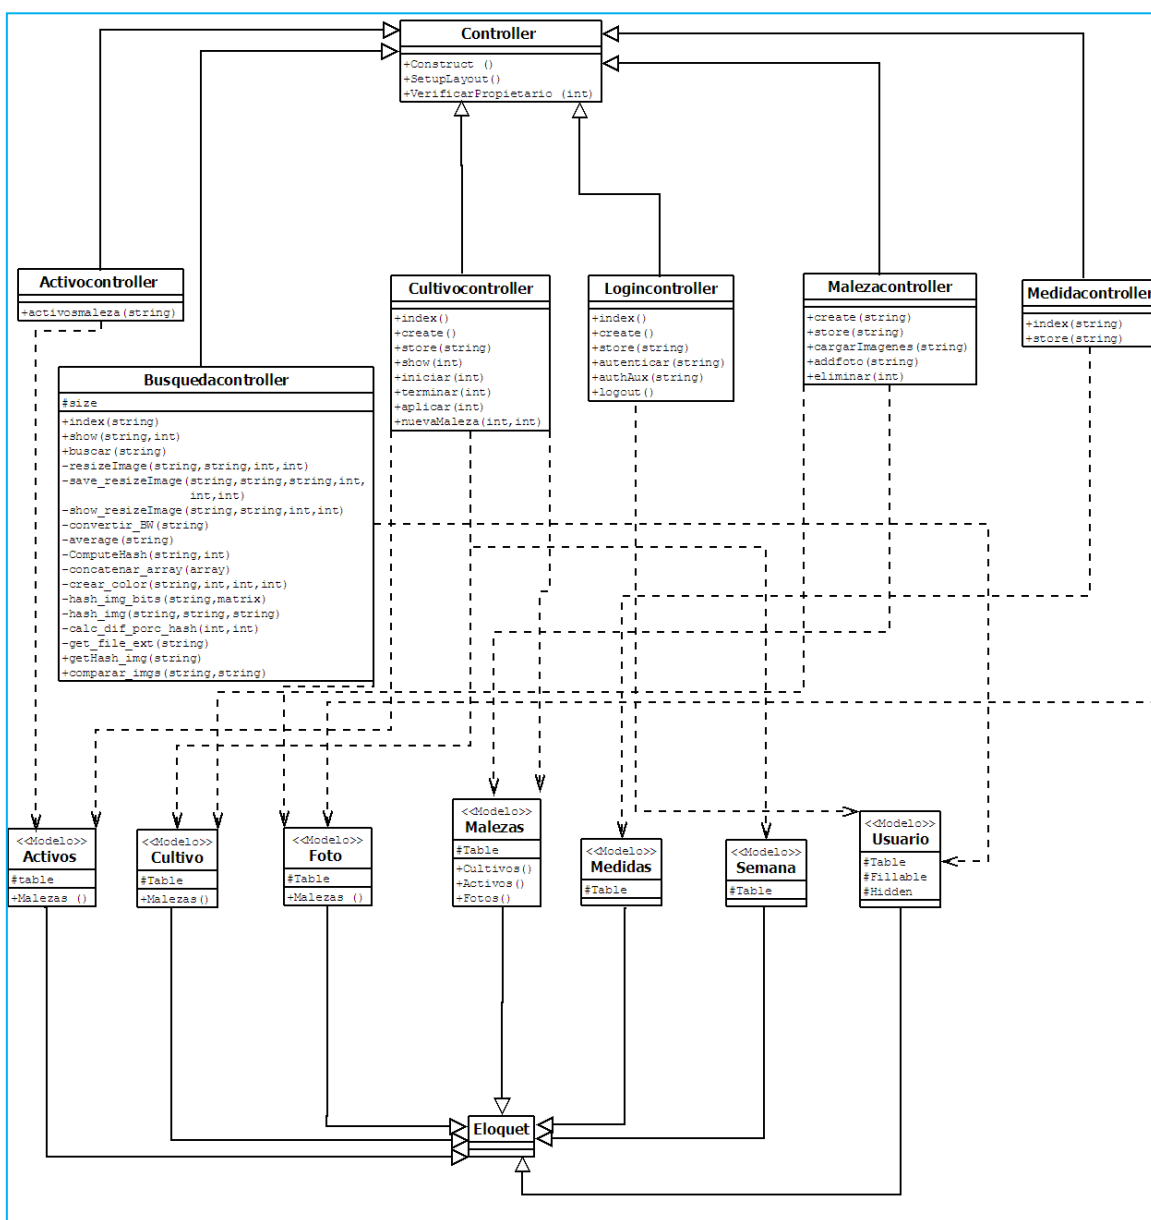 Controller
+Construct ()
+SetupLayout()
+VerificarPropietario (int)
Activocontroller
+activosmaleza(string)
Busquedacontroller
#size
+index(string)
+show(string,int)
+buscar(string)
-resizeImage(string,string,int,int)
-save_resizeImage(string,string,string,int,
int,int)
-show_resizeImage(string,string,int,int)
-convertir_BW(string)
-average(string)
-ComputeHash(string,int)
-concatenar_array(array)
-crear_color(string,int,int,int)
-hash_img_bits(string,matrix)
-hash_img(string,string,string)
-calc_dif_porc_hash(int,int)
-get_file_ext(string)
+getHash_img(string)
+comparar_imgs(string,string)
Cultivocontroller
+index()
+create()
+store(string)
+show(int)
+iniciar(int)
+terminar(int)
+aplicar(int)
+nuevaMaleza(int,int)
Logincontroller
+index()
+create()
+store(string)
+autenticar(string)
+authAux(string)
+logout()
Malezacontroller
+create(string)
+store(string)
+cargarImagenes(string)
+addfoto(string)
+eliminar(int)
Medidacontroller
+index(string)
+store(string)
<<Modelo>>
Activos
#table
+Malezas ()
<<Modelo>>
Cultivo
#Table
+Malezas()
<<Modelo>>
Foto
#Table
+Malezas ()
<<Modelo>>
Malezas
#Table
+Cultivos()
+Activos()
+Fotos()
<<Modelo>>
Medidas
#Table
<<Modelo>>
Semana
#Table
<<Modelo>>
Usuario
#Table
#Fillable
#Hidden
Eloquet